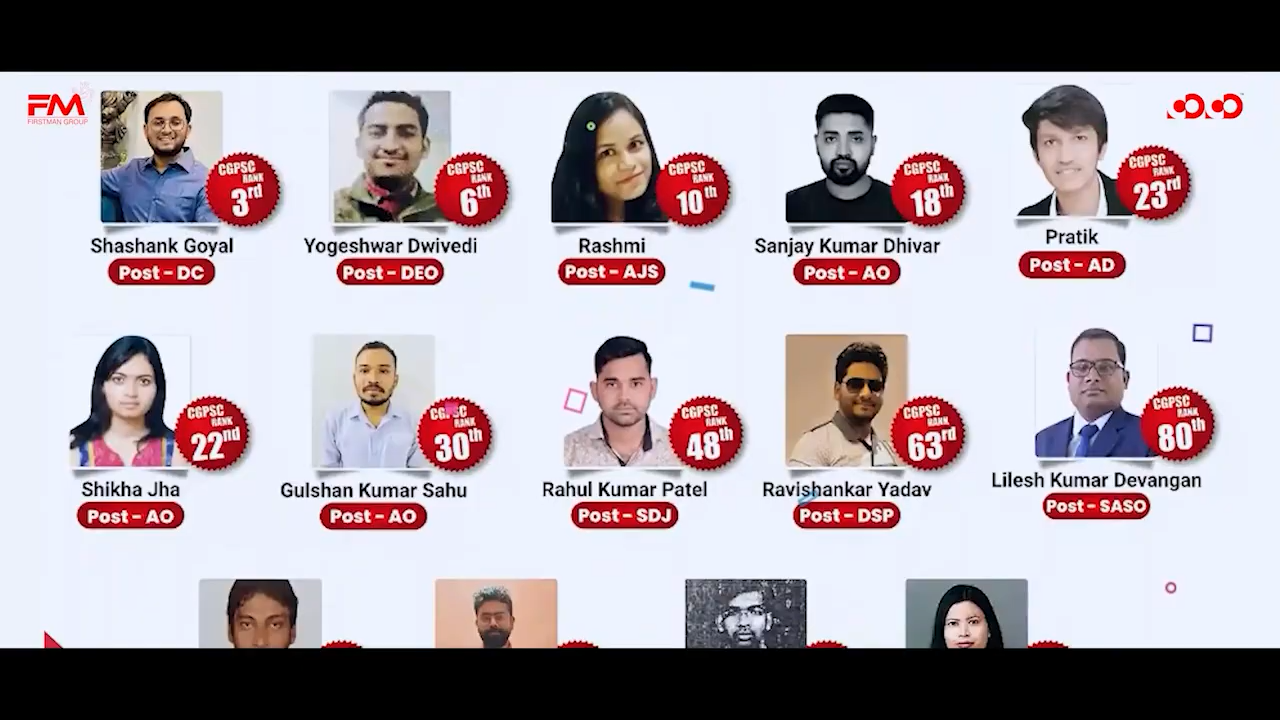 FM
FIRSTMAN GROUP
CGPSC
RANK
3rd
CGPSC
RANK
6th
CGPSC
RANK
10th
CGPSC
RANK
18th
CGPSC
RANK
23rd
Shashank Goyal
Yogeshwar Dwivedi
Rashmi
Sanjay Kumar Dhivar
Pratik
Post - DC
Post - DEO
Post - AJS
Post - AO
Post - AD
CGPSC
RANK
22nd
CGPSC
RANK
30th
CGPSC
RANK
48th
CGPSC
RANK
63rd
CGPSC
RANK
80th
Shikha Jha
Gulshan Kumar Sahu
Rahul Kumar Patel
Ravishankar Yadav
Lilesh Kumar Devangan
Post - AO
Post - AO
Post - SDJ
Post - DSP
Post - SASO